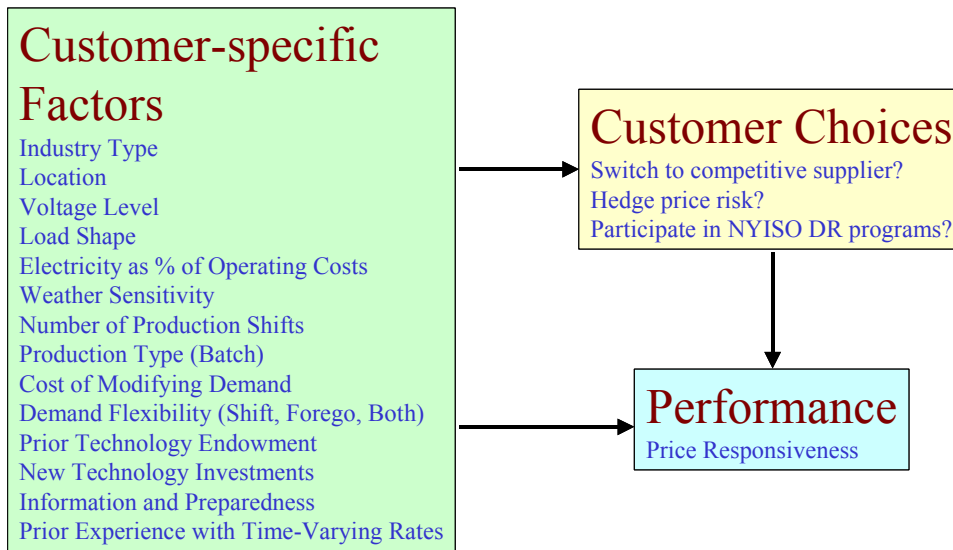 Customer-specific
Factors
Industry Type
Location
Voltage Level
Load Shape
Electricity as % of Operating Costs
Weather Sensitivity
Number of Production Shifts
Production Type (Batch)
Cost of Modifying Demand
Demand Flexibility (Shift, Forego, Both)
Prior Technology Endowment
New Technology Investments
Information and Preparedness
Prior Experience with Time-Varying Rates
Customer Choices
Switch to competitive supplier?
Hedge price risk?
Participate in NYISO DR programs?
Performance
Price Responsiveness